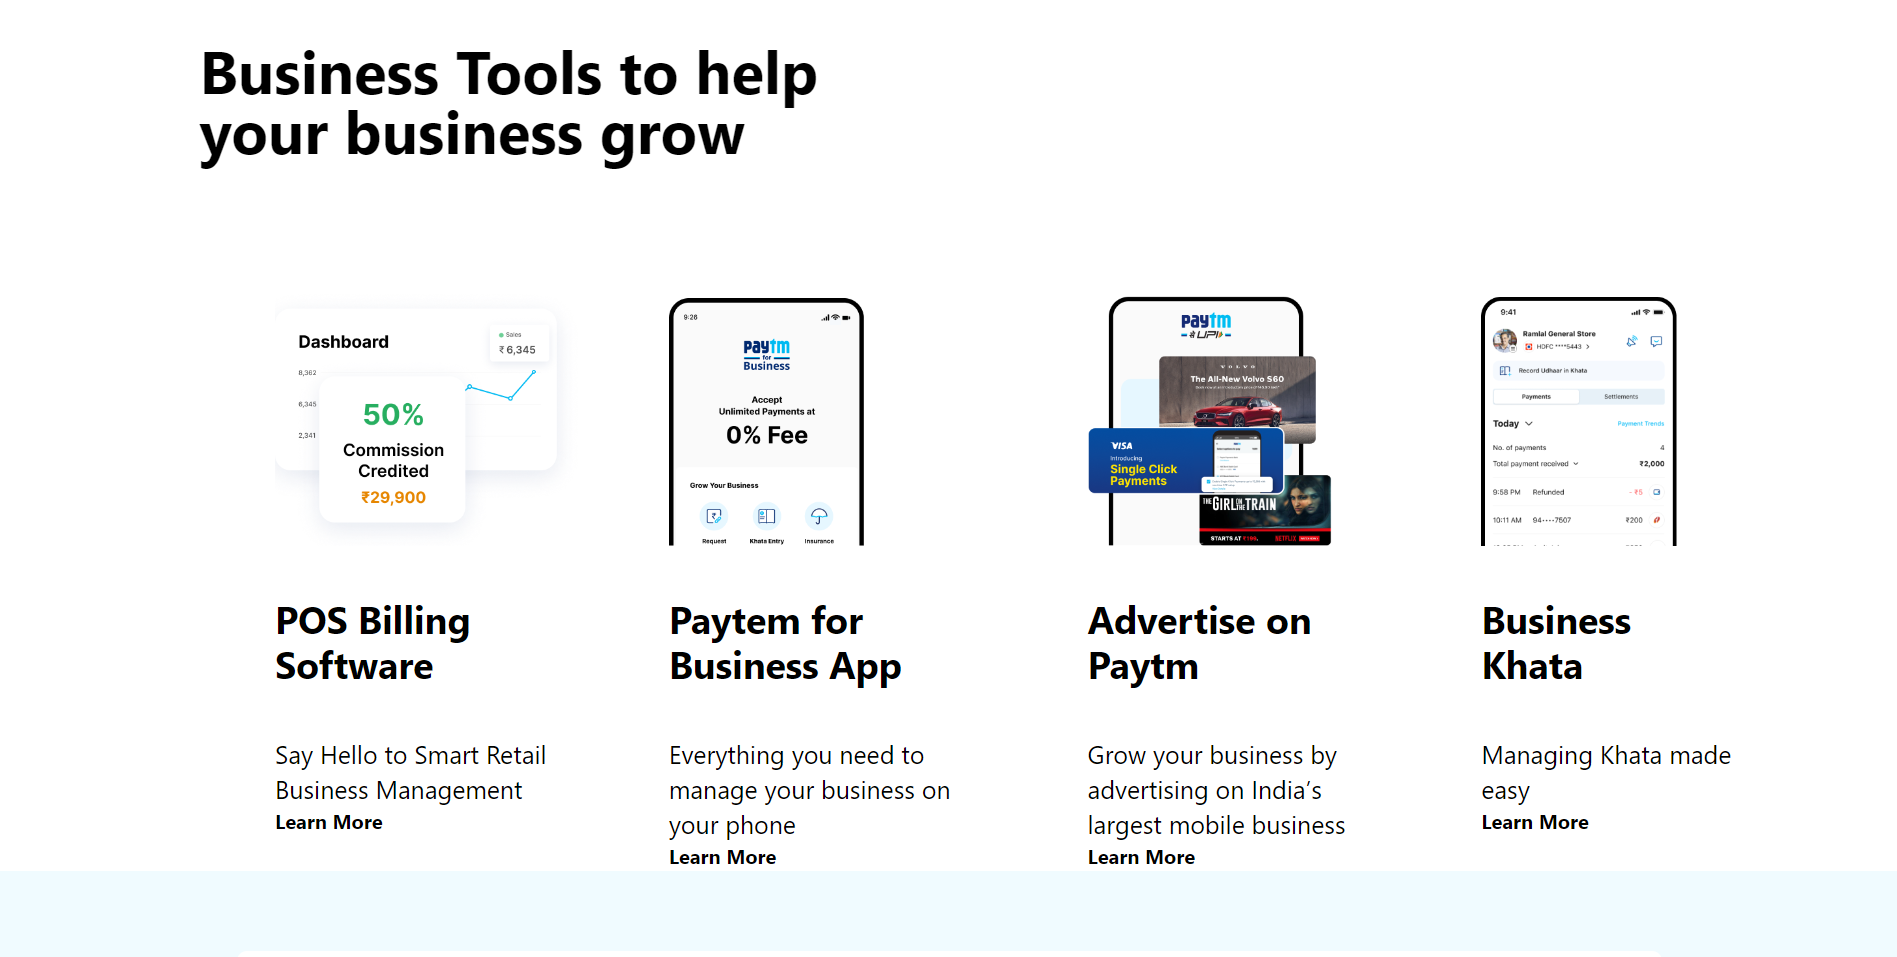 Business Tools to help
your business grow
Dashboard
Sales
₹ 6,345
8,362
6,345
2,341
50%
Commission
Credited
₹29,900
9:28
paytm
for
Business
Accept
Unlimited Payments at
0% Fee
Grow Your Business
Request
Khata Entry
Insurance
paytm
UPI
VOLVO
The All-New Volvo S60
VISA
Introducing
Single Click
Payments
THE GIRL ON THE TRAIN
STARTS AT ₹199.
NETFLIX
9:41
Ramlal General Store
HDFC ****5443
Record Udhaar in Khata
Payments
Settlements
Today
Payment Trends
No. of payments
4
Total payment received
₹2,000
9:58 PM
Refunded
- ₹5
10:11 AM
94····7507
₹200
POS Billing
Software
Say Hello to Smart Retail
Business Management
Learn More
Paytem for
Business App
Everything you need to
manage your business on
your phone
Learn More
Advertise on
Paytm
Grow your business by
advertising on India’s
largest mobile business
Learn More
Business
Khata
Managing Khata made
easy
Learn More